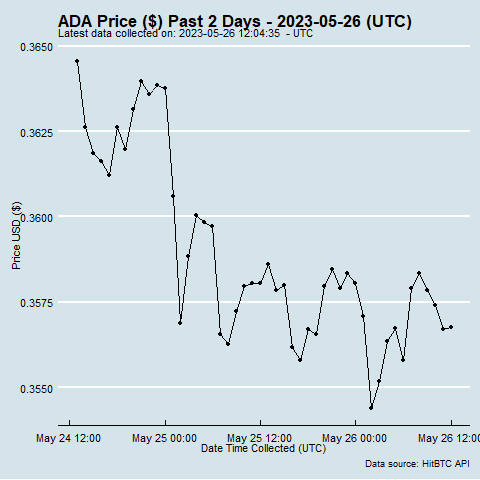 ADA Price ($) Past 2 Days - 2023-05-26 (UTC)
Latest data collected on: 2023-05-26 12:04:35 - UTC
0.3650
0.3625
0.3600
0.3575
0.3550
Price USD ($)
May 24 12:00 May 25 00:00 May 25 12:00 May 26 00:00 May 26 12:00
Date Time Collected (UTC)
Data source: HitBTC API